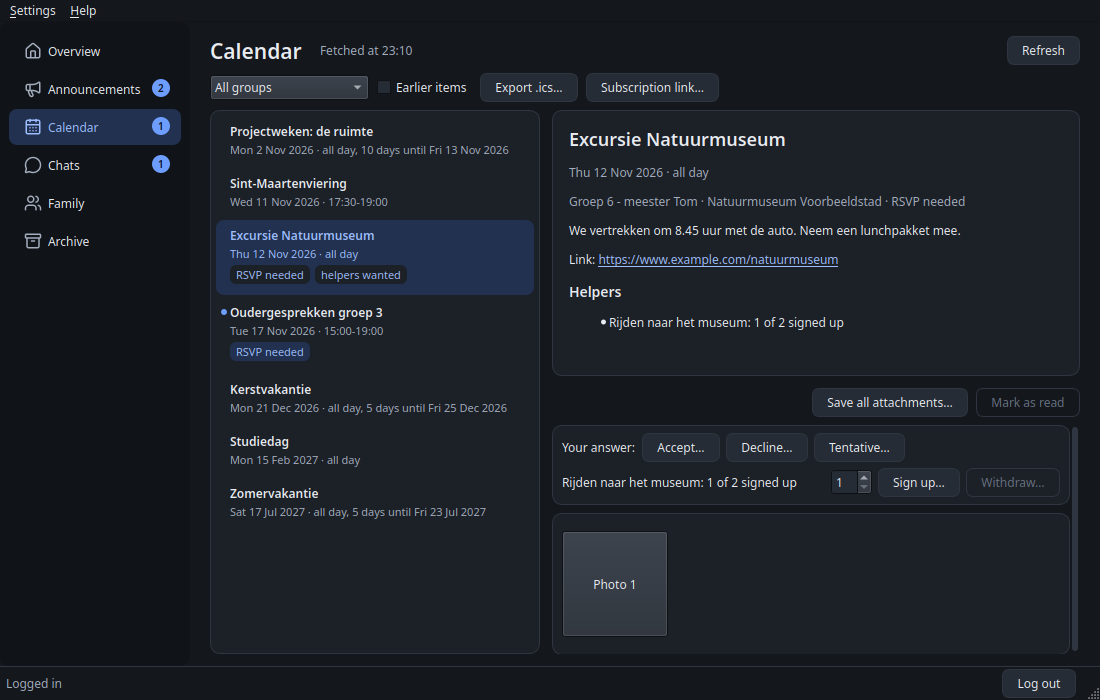 Settings Help
Overview
Announcements 2
Calendar 1
Chats 1
Family
Archive
Calendar Fetched at 23:10 Refresh
All groups Earlier items Export .ics... Subscription link...
Projectweken: de ruimte
Mon 2 Nov 2026 · all day, 10 days until Fri 13 Nov 2026
Sint-Maartenviering
Wed 11 Nov 2026 · 17:30-19:00
Excursie Natuurmuseum
Thu 12 Nov 2026 · all day
RSVP needed helpers wanted
Oudergesprekken groep 3
Tue 17 Nov 2026 · 15:00-19:00
RSVP needed
Kerstvakantie
Mon 21 Dec 2026 · all day, 5 days until Fri 25 Dec 2026
Studiedag
Mon 15 Feb 2027 · all day
Zomervakantie
Sat 17 Jul 2027 · all day, 5 days until Fri 23 Jul 2027
Excursie Natuurmuseum
Thu 12 Nov 2026 · all day
Groep 6 - meester Tom · Natuurmuseum Voorbeeldstad · RSVP needed
We vertrekken om 8.45 uur met de auto. Neem een lunchpakket mee.
Link: https://www.example.com/natuurmuseum
Helpers
• Rijden naar het museum: 1 of 2 signed up
Save all attachments... Mark as read
Your answer: Accept... Decline... Tentative...
Rijden naar het museum: 1 of 2 signed up 1 Sign up... Withdraw...
Photo 1
Logged in Log out